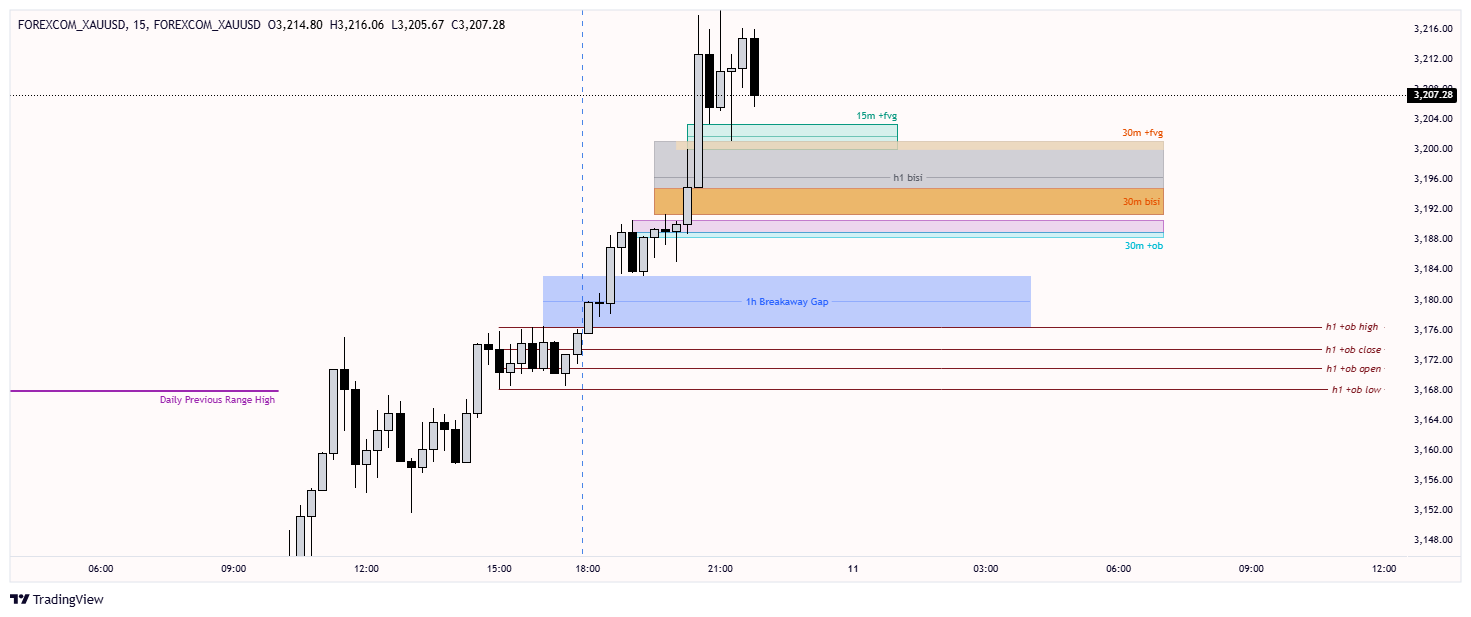 FOREXCOM_XAUUSD, 15, FOREXCOM_XAUUSD O3,214.80 H3,216.06 L3,205.67 C3,207.28
3,216.00
3,212.00
3,207.28
3,204.00
15m +fvg
30m +fvg
3,200.00
h1 bisi
3,196.00
30m bisi
3,192.00
3,188.00
30m +ob
3,184.00
1h Breakaway Gap
3,180.00
h1 +ob high
3,176.00
h1 +ob close
3,172.00
h1 +ob open
3,168.00
h1 +ob low
Daily Previous Range High
3,164.00
3,160.00
3,156.00
3,152.00
3,148.00
06:00 09:00 12:00 15:00 18:00 21:00 11 03:00 06:00 09:00 12:00
TradingView